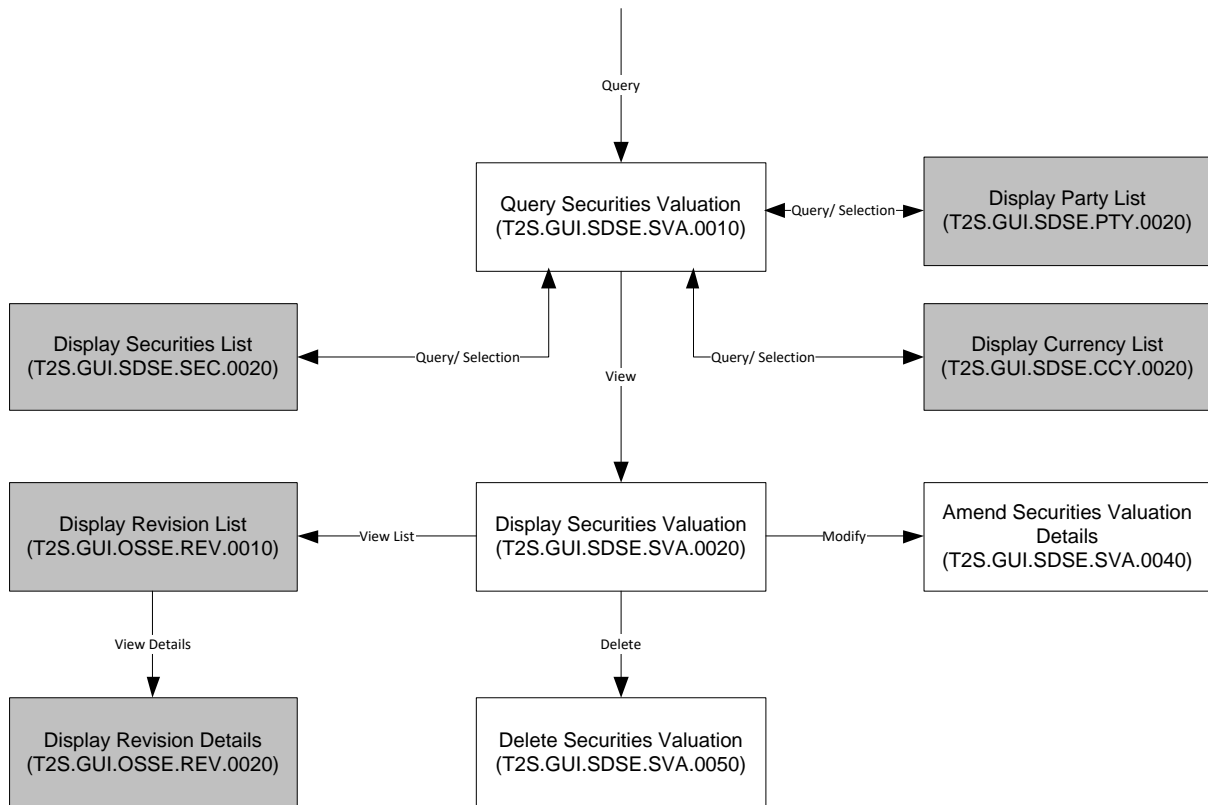 Query
Query Securities Valuation
(T2S.GUI.SDSE.SVA.0010)
Query/ Selection
Display Party List
(T2S.GUI.SDSE.PTY.0020)
Display Securities List
(T2S.GUI.SDSE.SEC.0020)
Query/ Selection
Query/ Selection
Display Currency List
(T2S.GUI.SDSE.CCY.0020)
View
Display Revision List
(T2S.GUI.OSSE.REV.0010)
View List
Display Securities Valuation
(T2S.GUI.SDSE.SVA.0020)
Modify
Amend Securities Valuation
Details
(T2S.GUI.SDSE.SVA.0040)
View Details
Delete
Display Revision Details
(T2S.GUI.OSSE.REV.0020)
Delete Securities Valuation
(T2S.GUI.SDSE.SVA.0050)